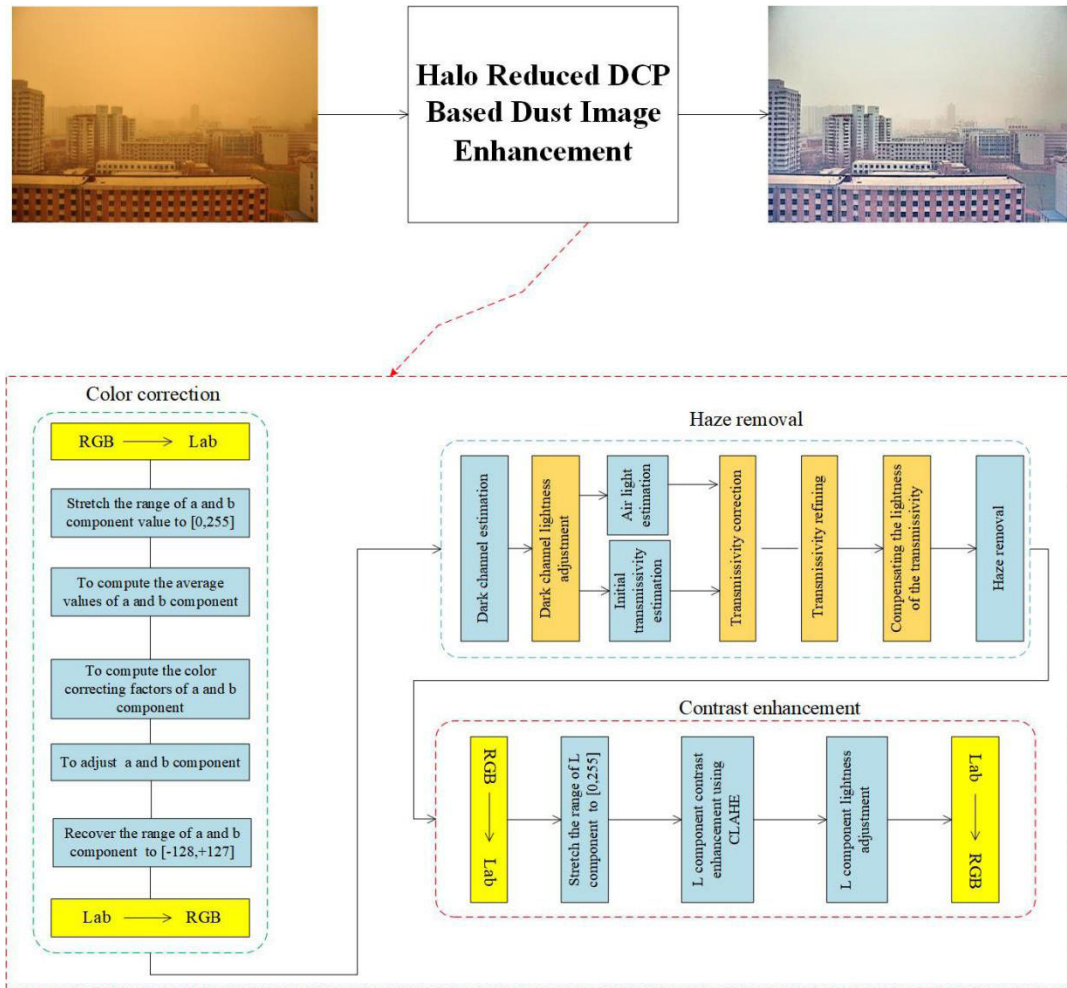 Halo Reduced DCP
Based Dust Image
Enhancement
Color correction
RGB → Lab
Stretch the range of a and b
component value to [0,255]
To compute the average
values of a and b component
To compute the color
correcting factors of a and b
component
To adjust a and b component
Recover the range of a and b
component to [-128,+127]
Lab → RGB
Haze removal
Dark channel estimation
Dark channel lightness
adjustment
Air light
estimation
Initial
transmissivity
estimation
Transmissivity correction
Transmissivity refining
Compensating the lightness
of the transmissivity
Haze removal
Contrast enhancement
RGB → Lab
Stretch the range of L
component to [0,255]
L component contrast
enhancement using
CLAHE
L component lightness
adjustment
Lab → RGB